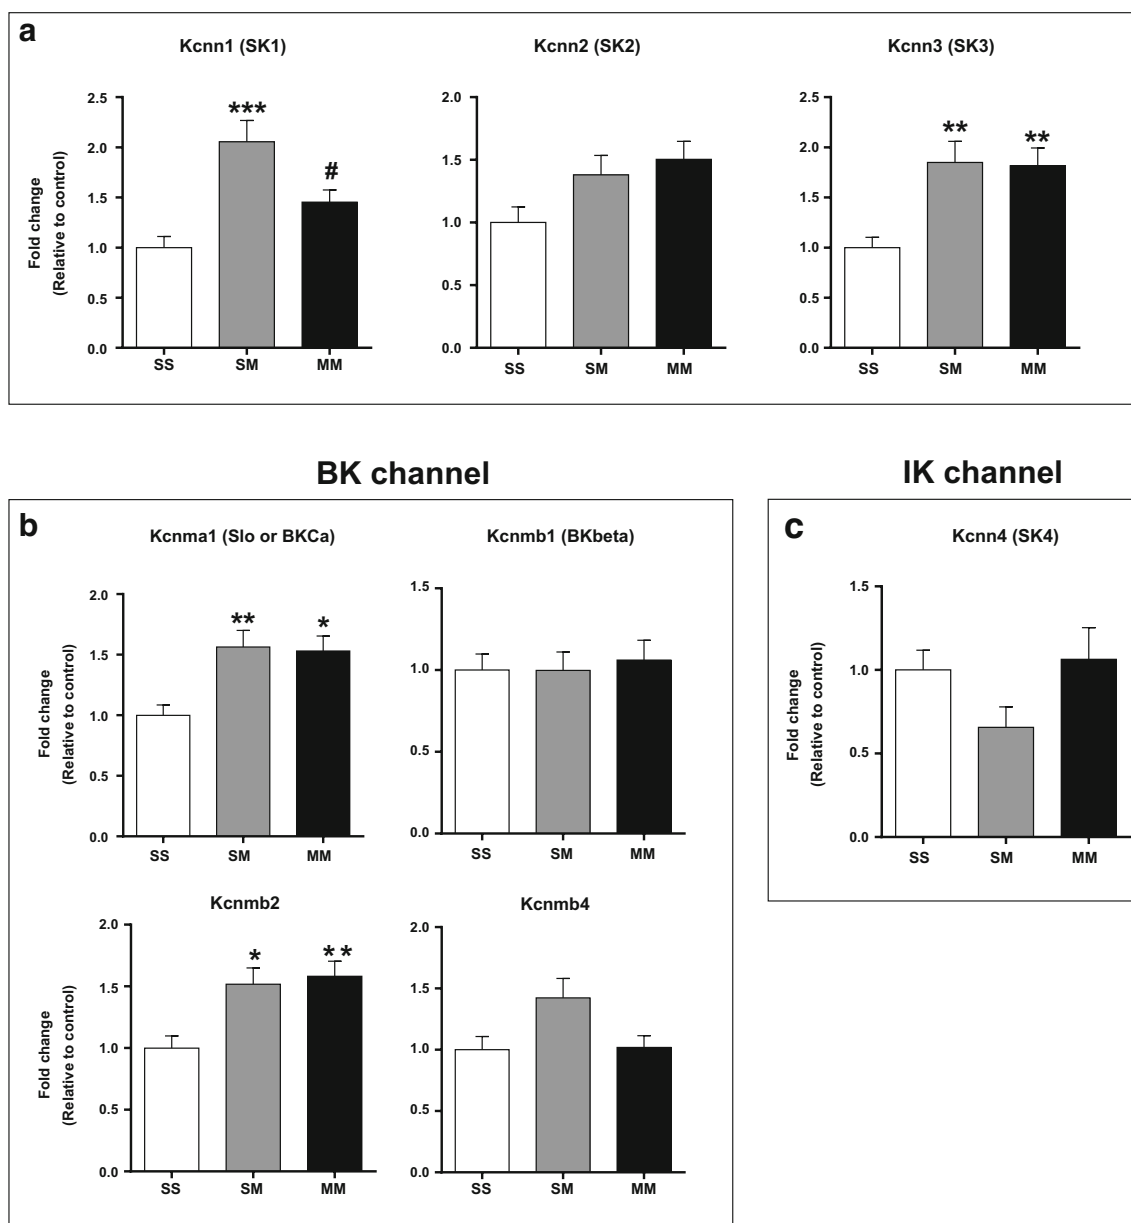 a
Kcnn1 (SK1)
Kcnn2 (SK2)
Kcnn3 (SK3)
Fold change
(Relative to control)
2.5
2.0
1.5
1.0
0.5
0.0
***
#
SS SM MM
2.0
1.5
1.0
0.5
0.0
SS SM MM
2.5
2.0
1.5
1.0
0.5
0.0
**
**
SS SM MM
BK channel
IK channel
b
Kcnma1 (Slo or BKCa)
Kcnmb1 (BKbeta)
Fold change
(Relative to control)
2.0
1.5
1.0
0.5
0.0
**
*
SS SM MM
1.5
1.0
0.5
0.0
SS SM MM
Kcnmb2
Kcnmb4
Fold change
(Relative to control)
2.0
1.5
1.0
0.5
0.0
*
**
SS SM MM
2.0
1.5
1.0
0.5
0.0
SS SM MM
c
Kcnn4 (SK4)
Fold change
(Relative to control)
1.5
1.0
0.5
0.0
SS SM MM